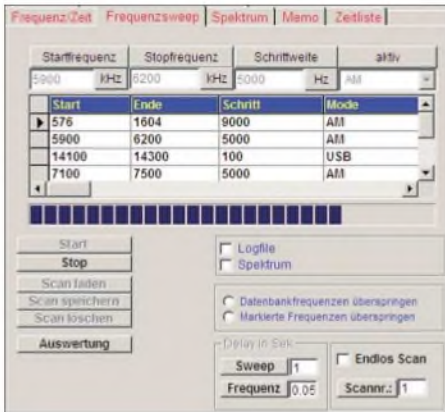 Frequenz/Zeit Frequenzsweep Spektrum Memo Zeitliste
Startfrequenz Stopfrequenz Schrittweite aktiv
5900 kHz 6200 kHz 5000 Hz AM
Start Ende Schritt Mode
576 1604 9000 AM
5900 6200 5000 AM
14100 14300 100 USB
7100 7500 5000 AM
Start
Stop
Scan laden
Scan speichern
Scan löschen
Auswertung
Logfile
Spektrum
Datenbankfrequenzen überspringen
Markierte Frequenzen überspringen
Delay in Sek.
Sweep 1
Frequenz 0.05
Endlos Scan
Scannr.: 1